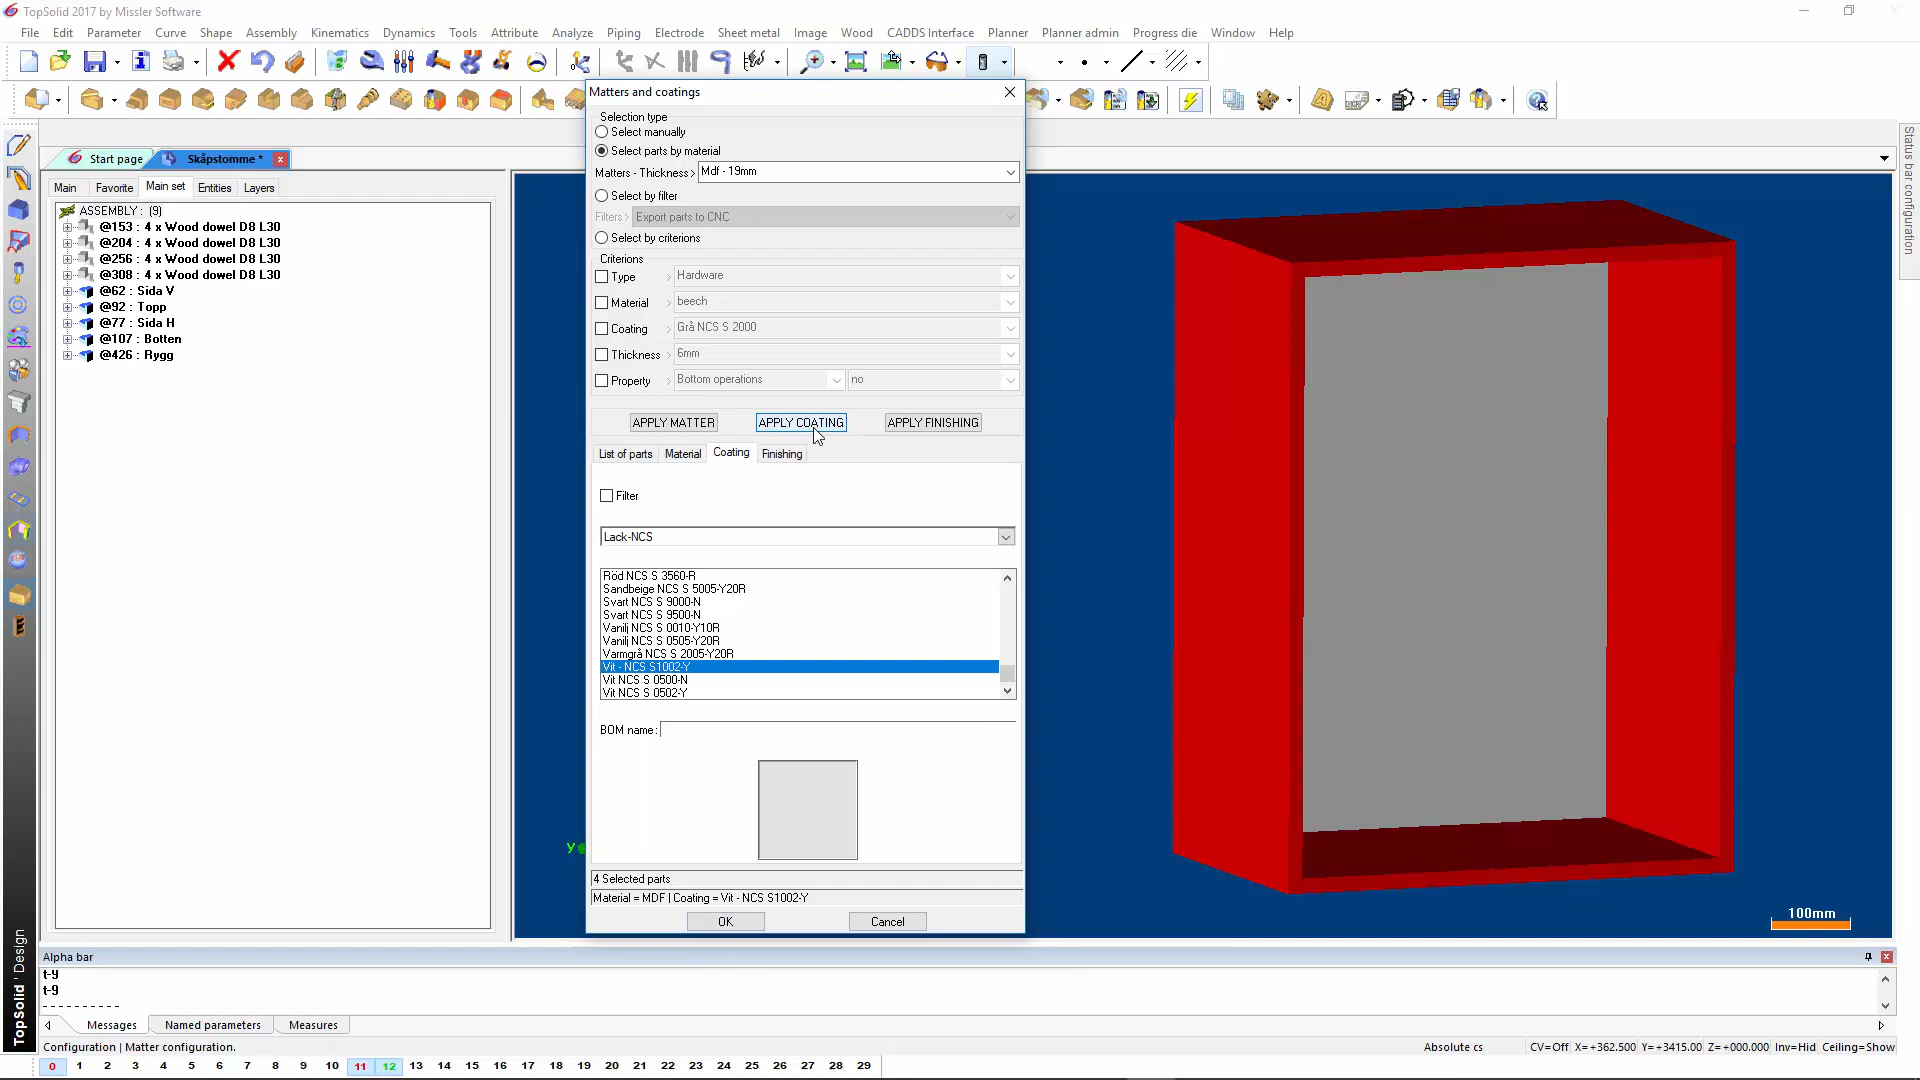 TopSolid 2017 by Missler Software
File Edit Parameter Curve Shape Assembly Kinematics Dynamics Tools Attribute Analyze Piping Electrode Sheet metal Image Wood CADDS Interface Planner Planner admin Progress die Window Help
Start page
Skåpstomme *
Main Favorite Main set Entities Layers
ASSEMBLY : (9)
@153 : 4 x Wood dowel D8 L30
@204 : 4 x Wood dowel D8 L30
@256 : 4 x Wood dowel D8 L30
@308 : 4 x Wood dowel D8 L30
@62 : Sida V
@92 : Topp
@77 : Sida H
@107 : Botten
@426 : Rygg
Matters and coatings
Selection type
Select manually
Select parts by material
Matters - Thickness > Mdf - 19mm
Select by filter
Filters > Export parts to CNC
Select by criterions
Criterions
Type > Hardware
Material > beech
Coating > Grå NCS S 2000
Thickness > 6mm
Property > Bottom operations no
APPLY MATTER APPLY COATING APPLY FINISHING
List of parts Material Coating Finishing
Filter
Lack-NCS
Röd NCS S 3560-R
Sandbeige NCS S 5005-Y20R
Svart NCS S 9000-N
Svart NCS S 9500-N
Vanilj NCS S 0010-Y10R
Vanilj NCS S 0505-Y20R
Varmgrå NCS S 2005-Y20R
Vit - NCS S1002-Y
Vit NCS S 0500-N
Vit NCS S 0502-Y
BOM name :
4 Selected parts
Material = MDF | Coating = Vit - NCS S1002-Y
OK Cancel
Y
100mm
Status bar configuration
TopSolid ' Design
Alpha bar
t-9
t-9
- - - - - - - - - - -
Messages Named parameters Measures
Configuration | Matter configuration.
Absolute cs CV=Off X=+362.500 Y=+3415.00 Z=+000.000 Inv=Hid Ceiling=Show
0 1 2 3 4 5 6 7 8 9 10 11 12 13 14 15 16 17 18 19 20 21 22 23 24 25 26 27 28 29